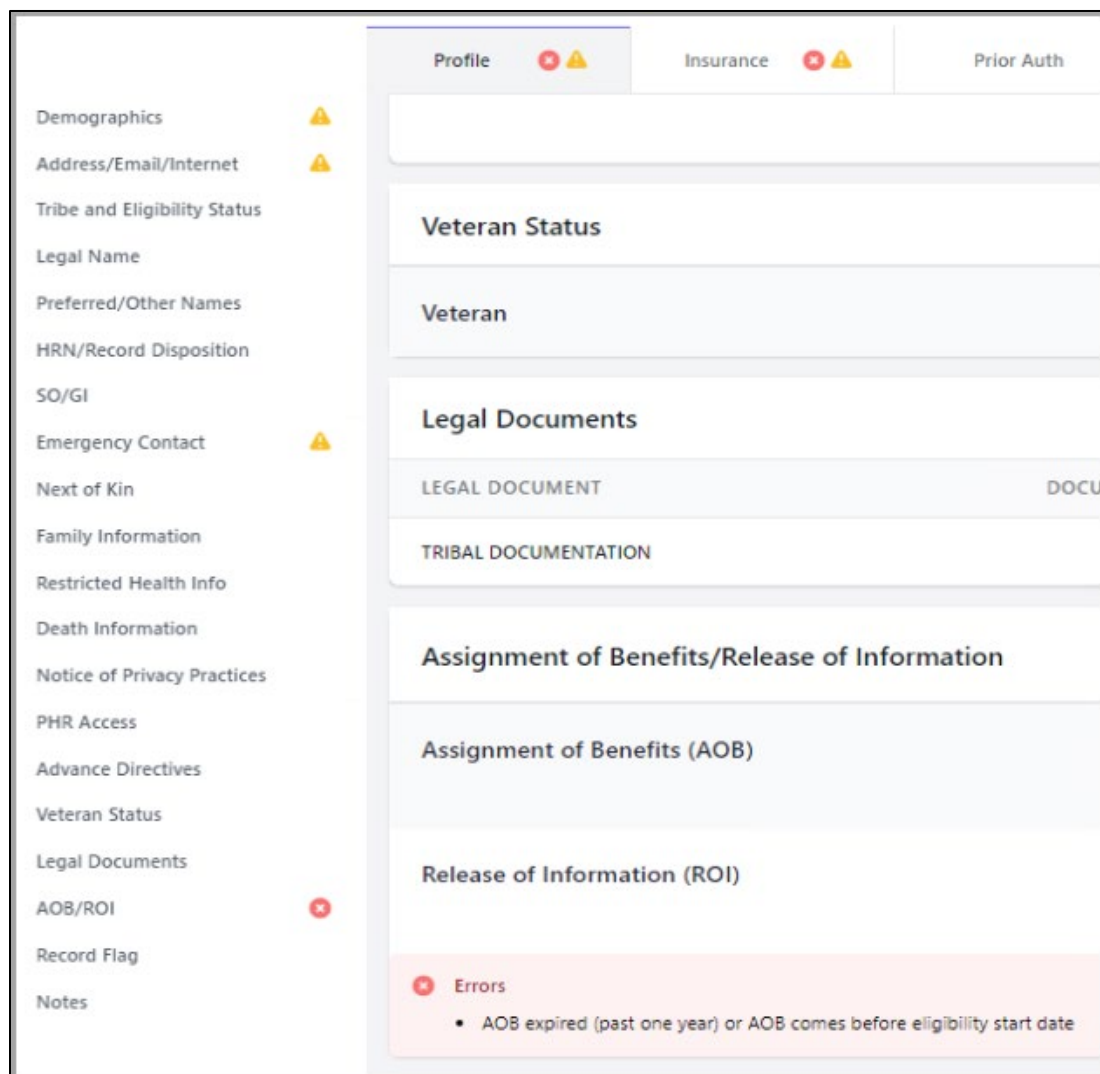 Profile
Insurance
Prior Auth
Demographics
Address/Email/Internet
Tribe and Eligibility Status
Legal Name
Preferred/Other Names
HRN/Record Disposition
SO/GI
Emergency Contact
Next of Kin
Family Information
Restricted Health Info
Death Information
Notice of Privacy Practices
PHR Access
Advance Directives
Veteran Status
Legal Documents
AOB/ROI
Record Flag
Notes
Veteran Status
Veteran
Legal Documents
LEGAL DOCUMENT DOCU
TRIBAL DOCUMENTATION
Assignment of Benefits/Release of Information
Assignment of Benefits (AOB)
Release of Information (ROI)
Errors
• AOB expired (past one year) or AOB comes before eligibility start date